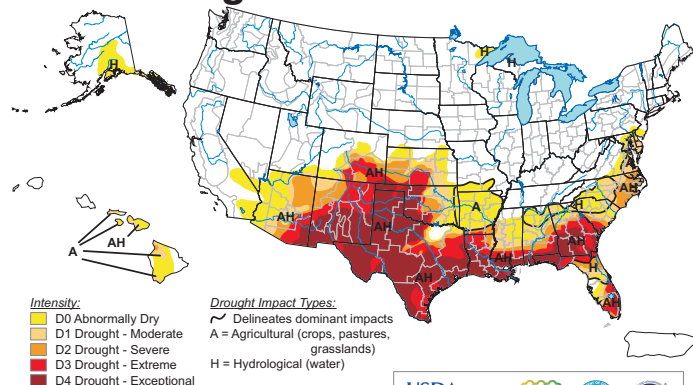 H
H
H
AH
A
AH
H
AH
AH
AH
AH
AH
H
AH
AH
A
AH
Intensity:
D0 Abnormally Dry
D1 Drought - Moderate
D2 Drought - Severe
D3 Drought - Extreme
D4 Drought - Exceptional
Drought Impact Types:
Delineates dominant impacts
A = Agricultural (crops, pastures,
grasslands)
H = Hydrological (water)
USDA